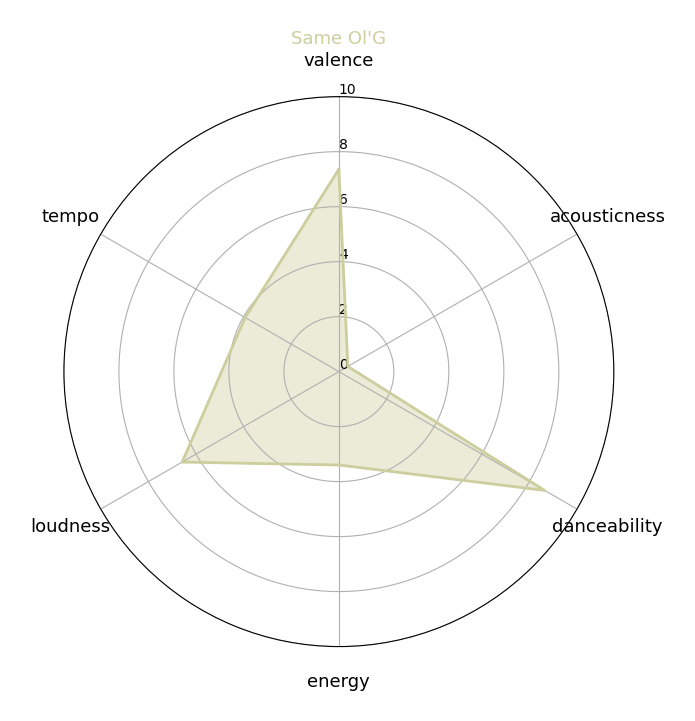 Same Ol'G
valence
10
8
tempo
6
acousticness
4
2
0
loudness
danceability
energy